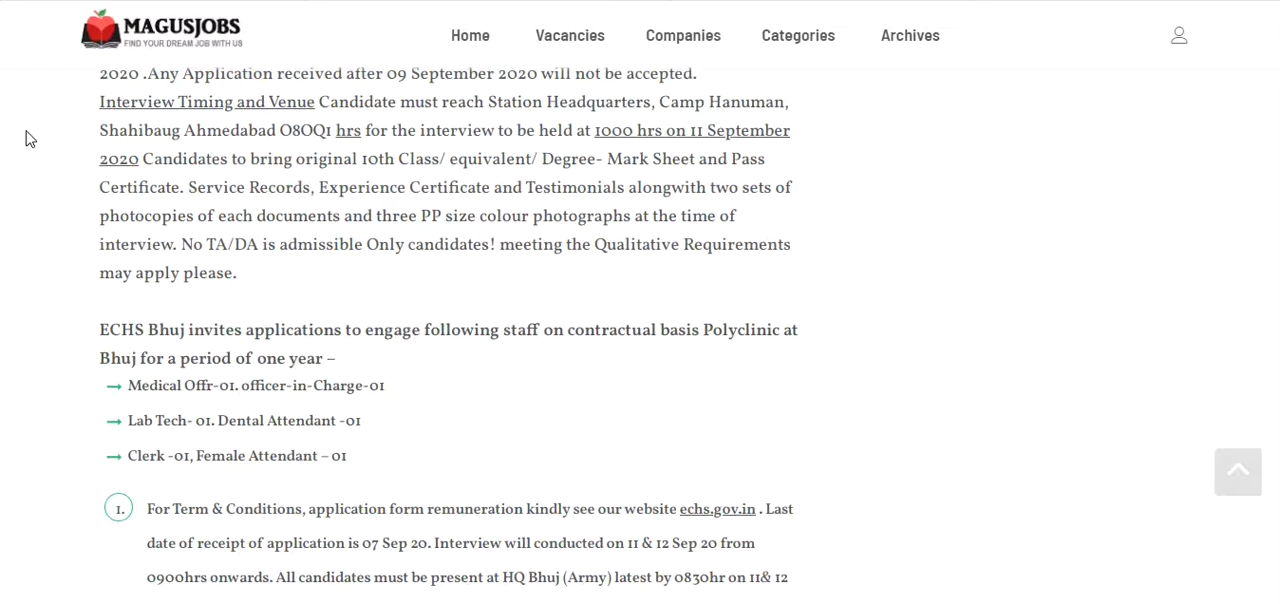 MAGUSJOBS
FIND YOUR DREAM JOB WITH US
Home Vacancies Companies Categories Archives
2020 .Any Application received after 09 September 2020 will not be accepted.
Interview Timing and Venue Candidate must reach Station Headquarters, Camp Hanuman,
Shahibaug Ahmedabad O8OQ1 hrs for the interview to be held at 1000 hrs on 11 September
2020 Candidates to bring original 10th Class/ equivalent/ Degree- Mark Sheet and Pass
Certificate. Service Records, Experience Certificate and Testimonials alongwith two sets of
photocopies of each documents and three PP size colour photographs at the time of
interview. No TA/DA is admissible Only candidates! meeting the Qualitative Requirements
may apply please.
ECHS Bhuj invites applications to engage following staff on contractual basis Polyclinic at
Bhuj for a period of one year –
→ Medical Offr-01. officer-in-Charge-01
→ Lab Tech- 01. Dental Attendant -01
→ Clerk -01, Female Attendant – 01
1. For Term & Conditions, application form remuneration kindly see our website echs.gov.in . Last
date of receipt of application is 07 Sep 20. Interview will conducted on 11 & 12 Sep 20 from
0900hrs onwards. All candidates must be present at HQ Bhuj (Army) latest by 0830hr on 11& 12